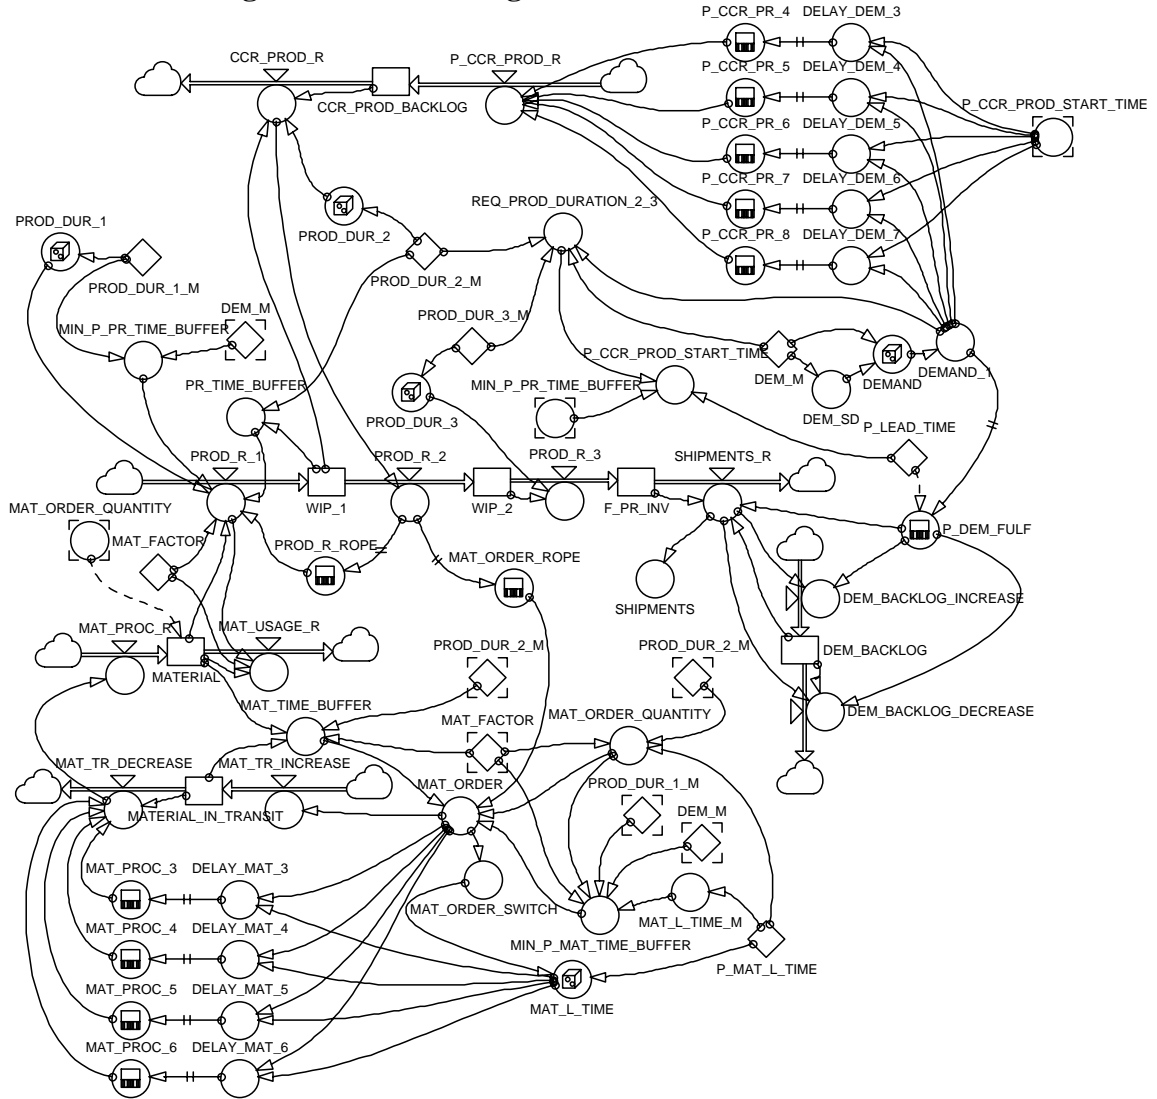 P_CCR_PR_4 DELAY_DEM_3
CCR_PROD_R P_CCR_PROD_R
P_CCR_PR_5 DELAY_DEM_4
CCR_PROD_BACKLOG P_CCR_PROD_START_TIME
P_CCR_PR_6 DELAY_DEM_5
P_CCR_PR_7 DELAY_DEM_6
PROD_DUR_1 REQ_PROD_DURATION_2_3
PROD_DUR_2 P_CCR_PR_8 DELAY_DEM_7
PROD_DUR_1_M PROD_DUR_2_M
DEM_M PROD_DUR_3_M
MIN_P_PR_TIME_BUFFER P_CCR_PROD_START_TIME
DEM_M DEMAND DEMAND_1
PR_TIME_BUFFER MIN_P_PR_TIME_BUFFER
PROD_DUR_3 DEM_SD
P_LEAD_TIME
PROD_R_1 PROD_R_2 PROD_R_3 SHIPMENTS_R
MAT_ORDER_QUANTITY WIP_1 WIP_2 F_PR_INV
P_DEM_FULF
MAT_FACTOR PROD_R_ROPE MAT_ORDER_ROPE
SHIPMENTS DEM_BACKLOG_INCREASE
MAT_PROC_R MAT_USAGE_R
PROD_DUR_2_M PROD_DUR_2_M DEM_BACKLOG
MATERIAL
MAT_TIME_BUFFER MAT_FACTOR MAT_ORDER_QUANTITY DEM_BACKLOG_DECREASE
MAT_TR_DECREASE MAT_TR_INCREASE
MAT_ORDER PROD_DUR_1_M
MATERIAL_IN_TRANSIT DEM_M
MAT_PROC_3 DELAY_MAT_3
MAT_ORDER_SWITCH MAT_L_TIME_M
MAT_PROC_4 DELAY_MAT_4
MIN_P_MAT_TIME_BUFFER
P_MAT_L_TIME
MAT_PROC_5 DELAY_MAT_5
MAT_L_TIME
MAT_PROC_6 DELAY_MAT_6